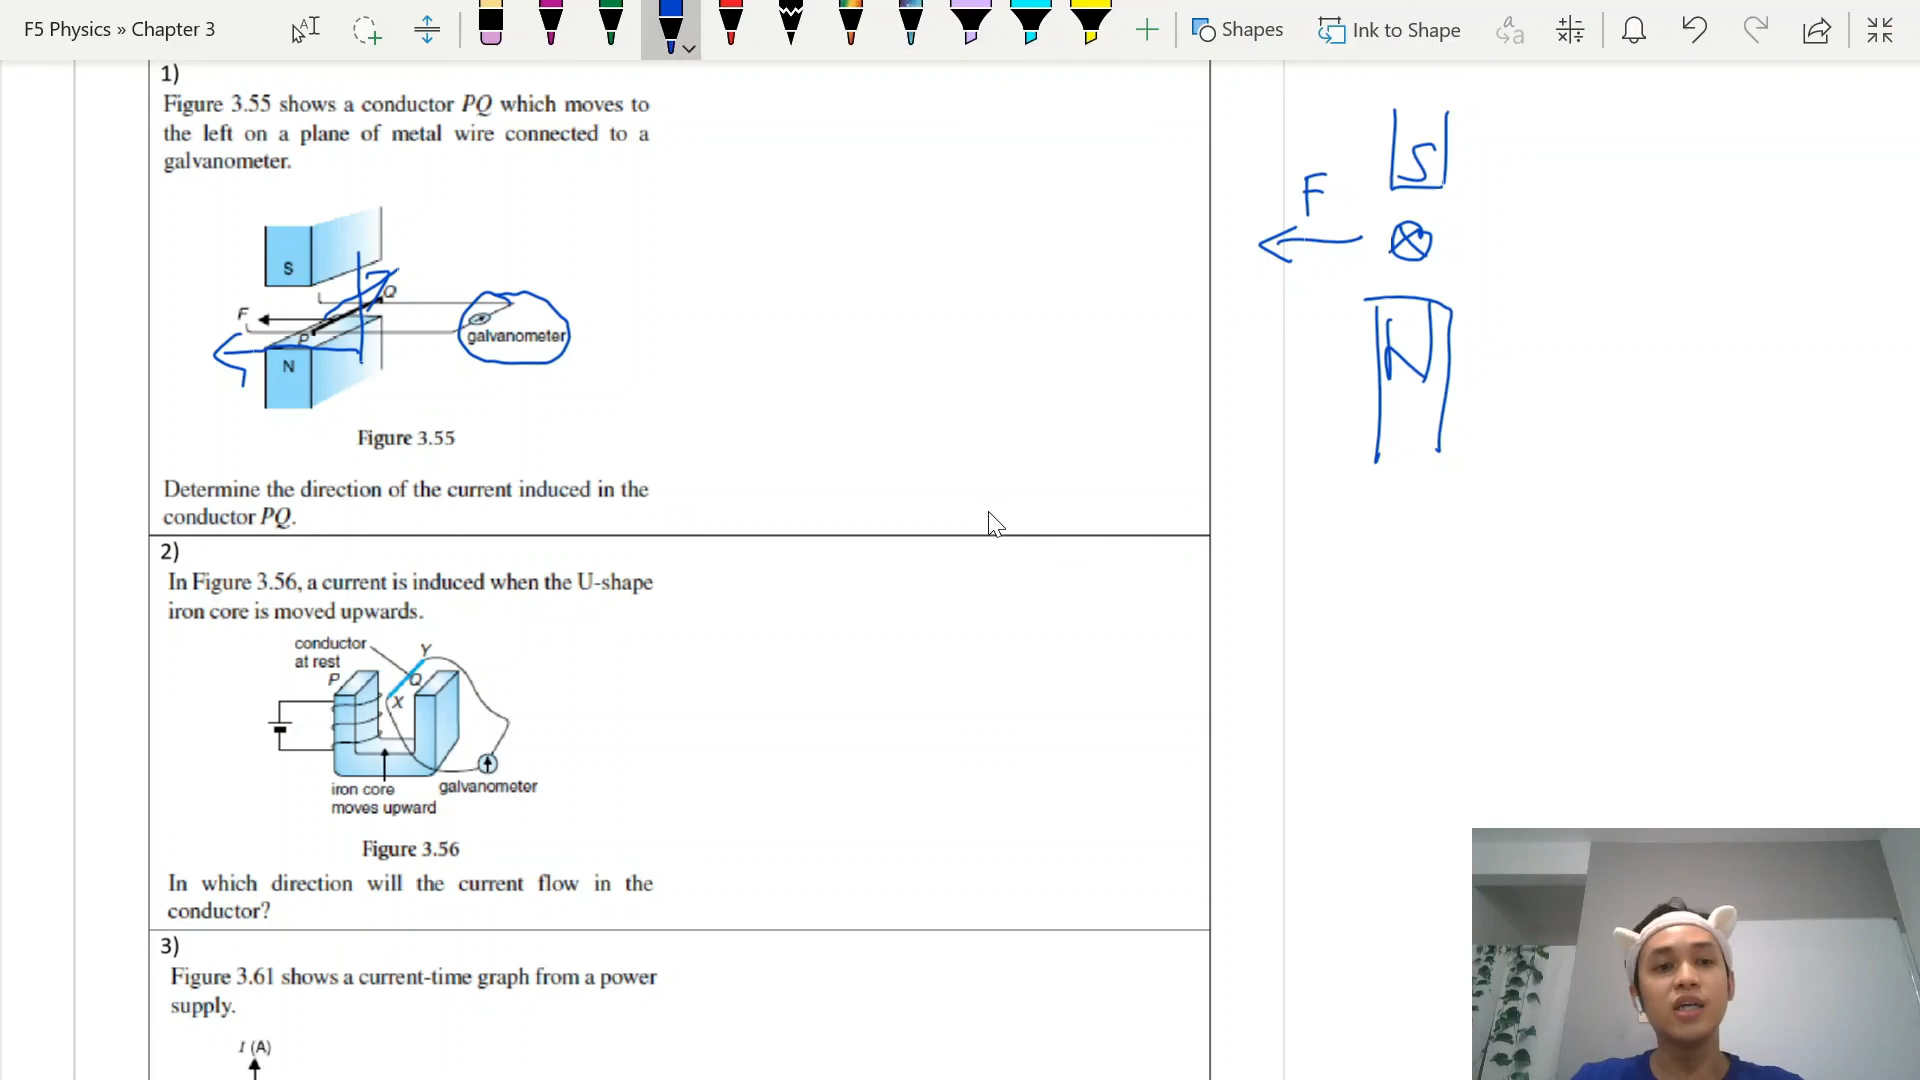 F5 Physics » Chapter 3
Shapes
Ink to Shape
1)
Figure 3.55 shows a conductor PQ which moves to
the left on a plane of metal wire connected to a
galvanometer.
S
F
Q
P
N
galvanometer
Figure 3.55
Determine the direction of the current induced in the
conductor PQ.
S
F
N
2)
In Figure 3.56, a current is induced when the U-shape
iron core is moved upwards.
conductor
at rest
Y
P
Q
X
iron core
moves upward
galvanometer
Figure 3.56
In which direction will the current flow in the
conductor?
3)
Figure 3.61 shows a current-time graph from a power
supply.
I (A)